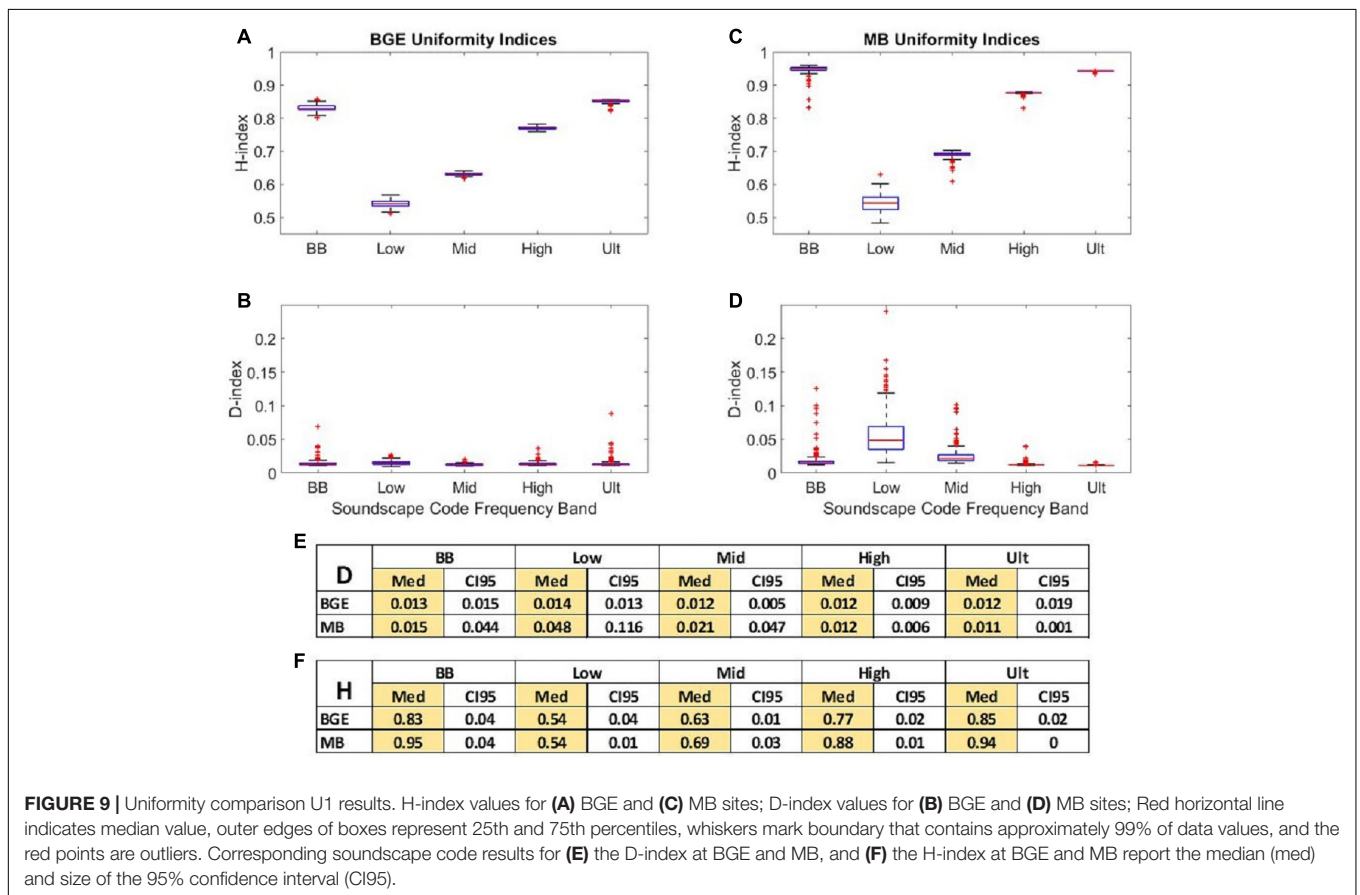 A
BGE Uniformity Indices
H-index
1
0.9
0.8
0.7
0.6
0.5
BB Low Mid High Ult
C
MB Uniformity Indices
H-index
1
0.9
0.8
0.7
0.6
0.5
BB Low Mid High Ult
B
D-index
0.2
0.15
0.1
0.05
0
BB Low Mid High Ult
Soundscape Code Frequency Band
D
D-index
0.2
0.15
0.1
0.05
0
BB Low Mid High Ult
Soundscape Code Frequency Band
E
D BB Low Mid High Ult
Med CI95 Med CI95 Med CI95 Med CI95 Med CI95
BGE 0.013 0.015 0.014 0.013 0.012 0.005 0.012 0.009 0.012 0.019
MB 0.015 0.044 0.048 0.116 0.021 0.047 0.012 0.006 0.011 0.001
F
H BB Low Mid High Ult
Med CI95 Med CI95 Med CI95 Med CI95 Med CI95
BGE 0.83 0.04 0.54 0.04 0.63 0.01 0.77 0.02 0.85 0.02
MB 0.95 0.04 0.54 0.01 0.69 0.03 0.88 0.01 0.94 0
FIGURE 9 | Uniformity comparison U1 results. H-index values for (A) BGE and (C) MB sites; D-index values for (B) BGE and (D) MB sites; Red horizontal line
indicates median value, outer edges of boxes represent 25th and 75th percentiles, whiskers mark boundary that contains approximately 99% of data values, and the
red points are outliers. Corresponding soundscape code results for (E) the D-index at BGE and MB, and (F) the H-index at BGE and MB report the median (med)
and size of the 95% confidence interval (CI95).